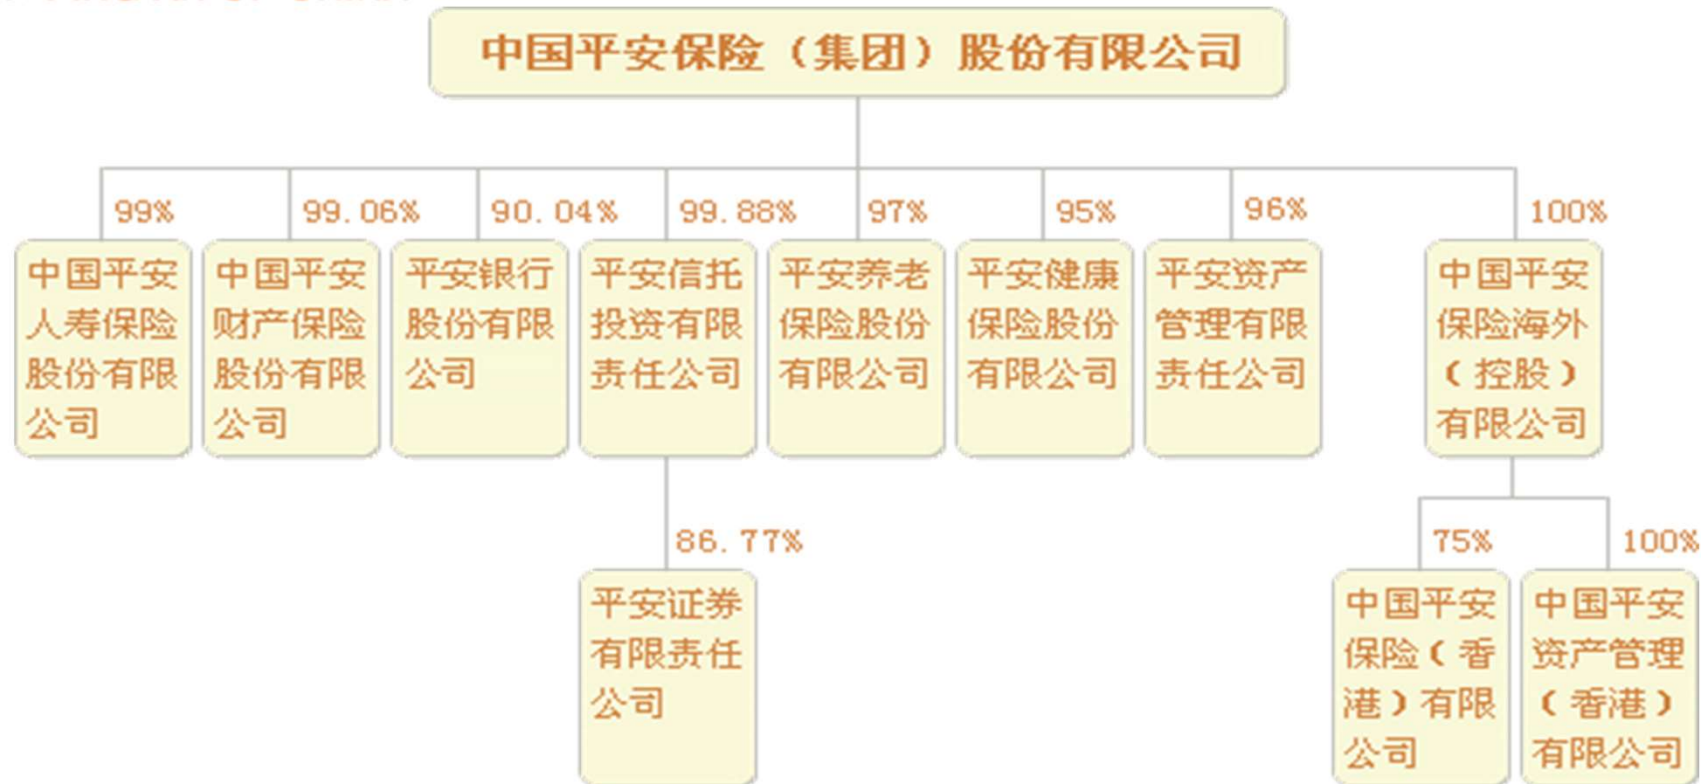 中国平安保险（集团）股份有限公司
99%
99.06%
90.04%
99.88%
97%
95%
96%
100%
中国平安
人寿保险
股份有限
公司
中国平安
财产保险
股份有限
公司
平安银行
股份有限
公司
平安信托
投资有限
责任公司
平安养老
保险股份
有限公司
平安健康
保险股份
有限公司
平安资产
管理有限
责任公司
中国平安
保险海外
（控股）
有限公司
86.77%
75%
100%
平安证券
有限责任
公司
中国平安
保险（香
港）有限
公司
中国平安
资产管理
（香港）
有限公司